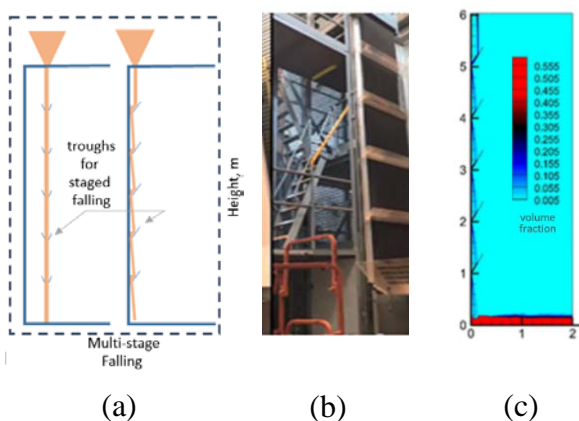 troughs
for
staged
falling
Multi-stage
Falling
Height, m
6
5
4
3
2
1
0
0 1 2
0.555
0.505
0.455
0.405
0.355
0.305
0.255
0.205
0.155
0.105
0.055
0.005
volume
fraction
(a) (b) (c)